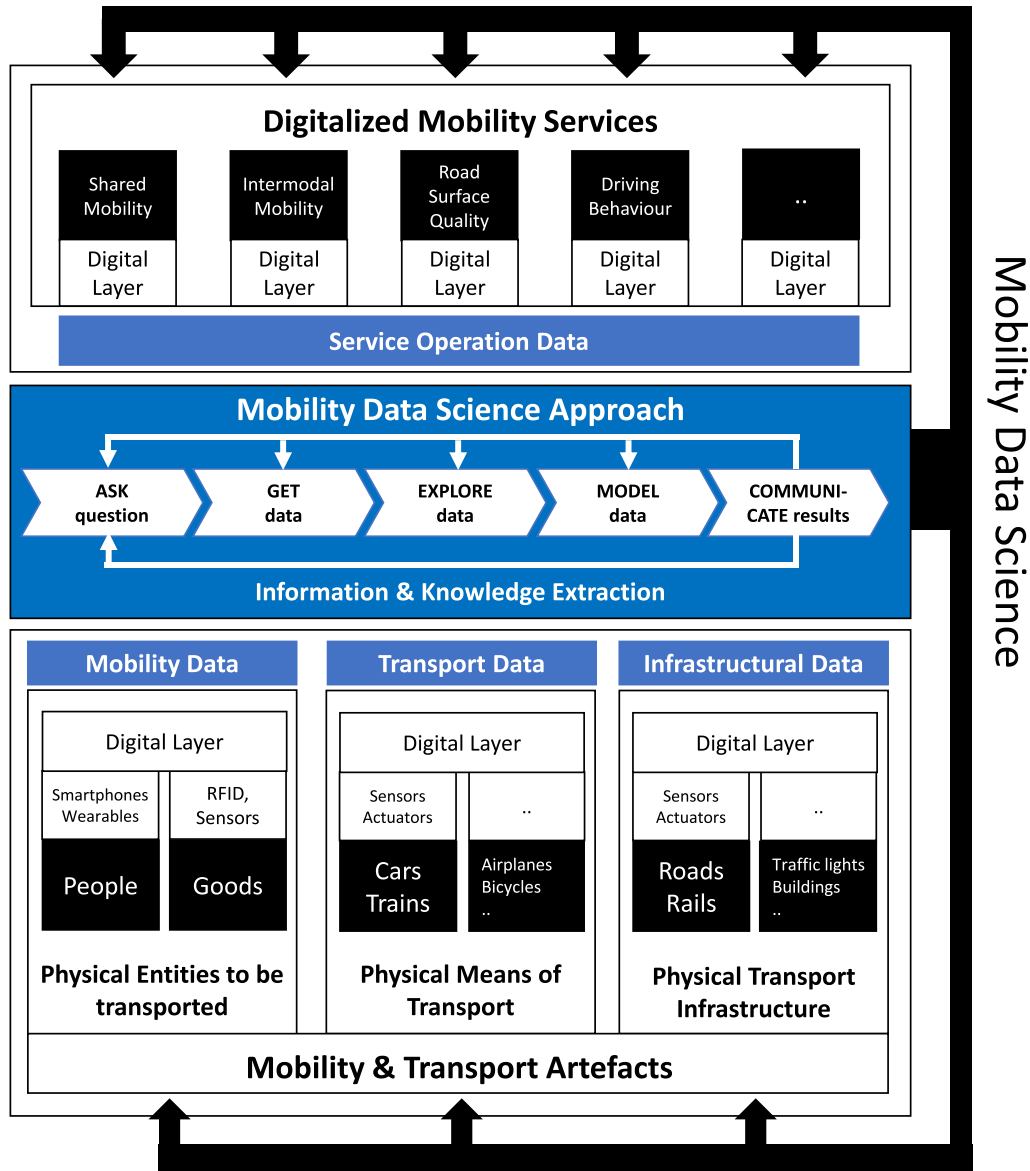 Digitalized Mobility Services
Shared
Mobility
Intermodal
Mobility
Road
Surface
Quality
Driving
Behaviour
..
Digital
Layer
Digital
Layer
Digital
Layer
Digital
Layer
Digital
Layer
Service Operation Data
Mobility Data Science Approach
ASK
question
GET
data
EXPLORE
data
MODEL
data
COMMUNI-
CATE results
Information & Knowledge Extraction
Mobility Data
Digital Layer
Smartphones
Wearables
RFID,
Sensors
People
Goods
Physical Entities to be
transported
Transport Data
Digital Layer
Sensors
Actuators
..
Cars
Trains
Airplanes
Bicycles
..
Physical Means of
Transport
Infrastructural Data
Digital Layer
Sensors
Actuators
..
Roads
Rails
Traffic lights
Buildings
..
Physical Transport
Infrastructure
Mobility & Transport Artefacts
Mobility Data Science